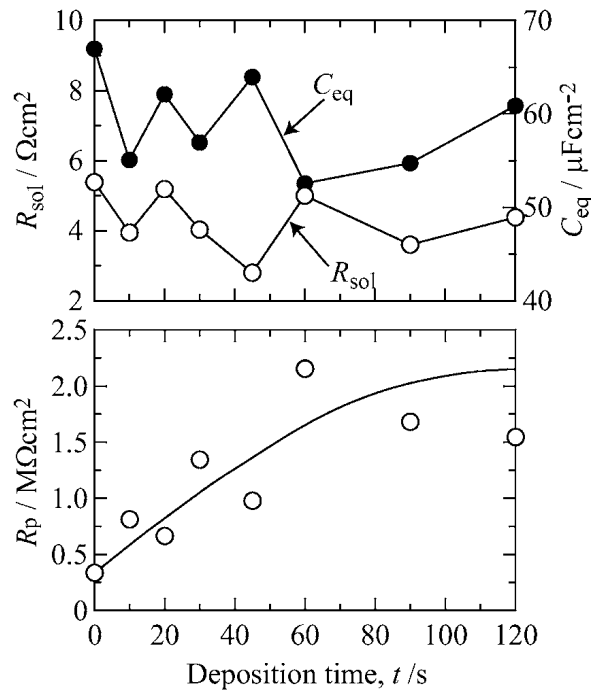 10
8
6
4
2
R_sol / Ωcm²
70
60
50
40
C_eq / μFcm⁻²
C_eq
R_sol
2.5
2.0
1.5
1.0
0.5
0
R_p / MΩcm²
0 20 40 60 80 100 120
Deposition time, t /s